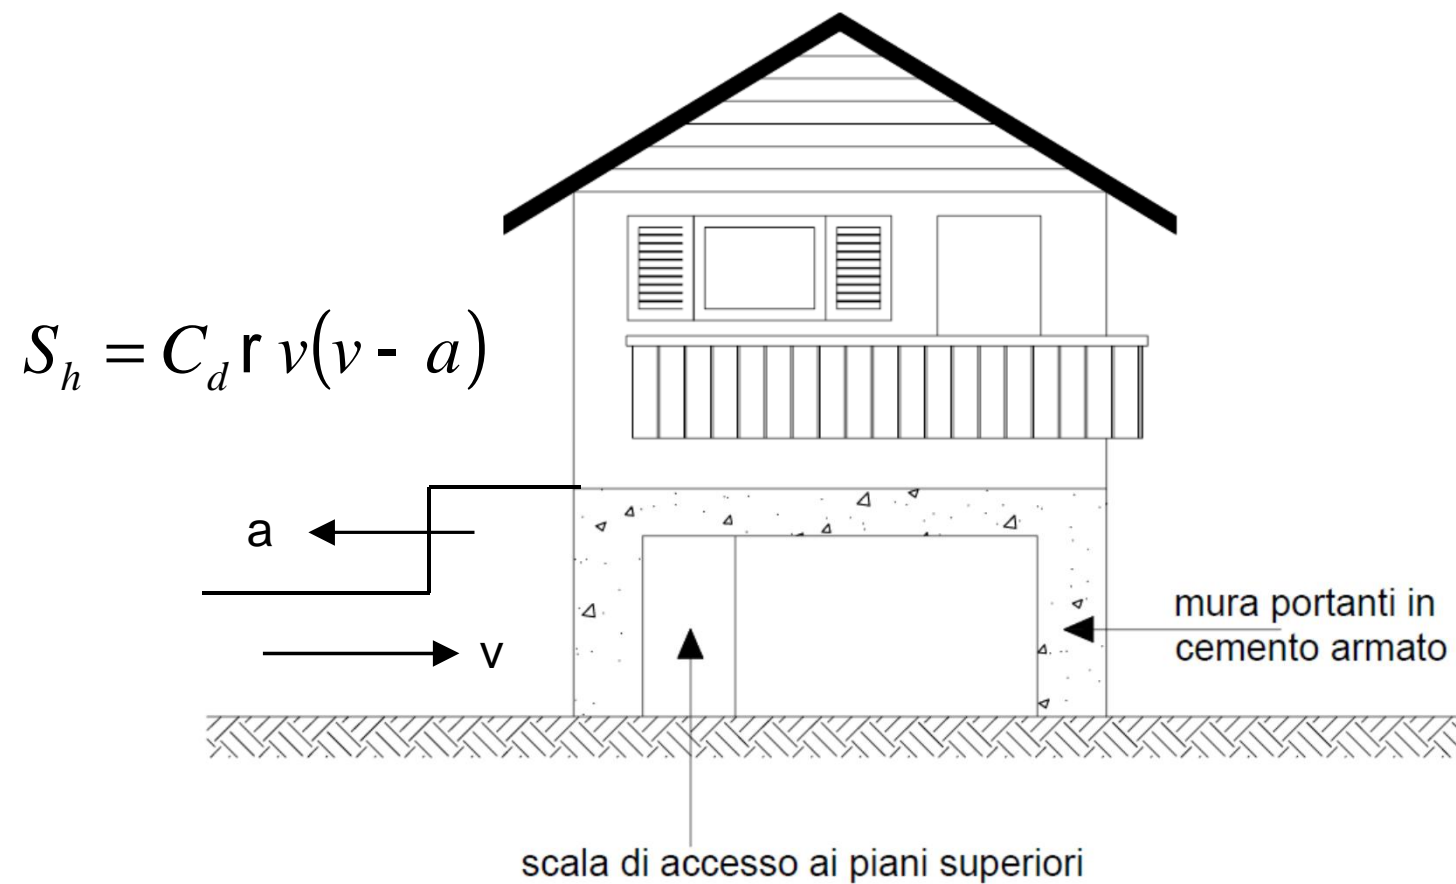 S_h = C_d r v(v - a)
a
v
mura portanti in
cemento armato
scala di accesso ai piani superiori